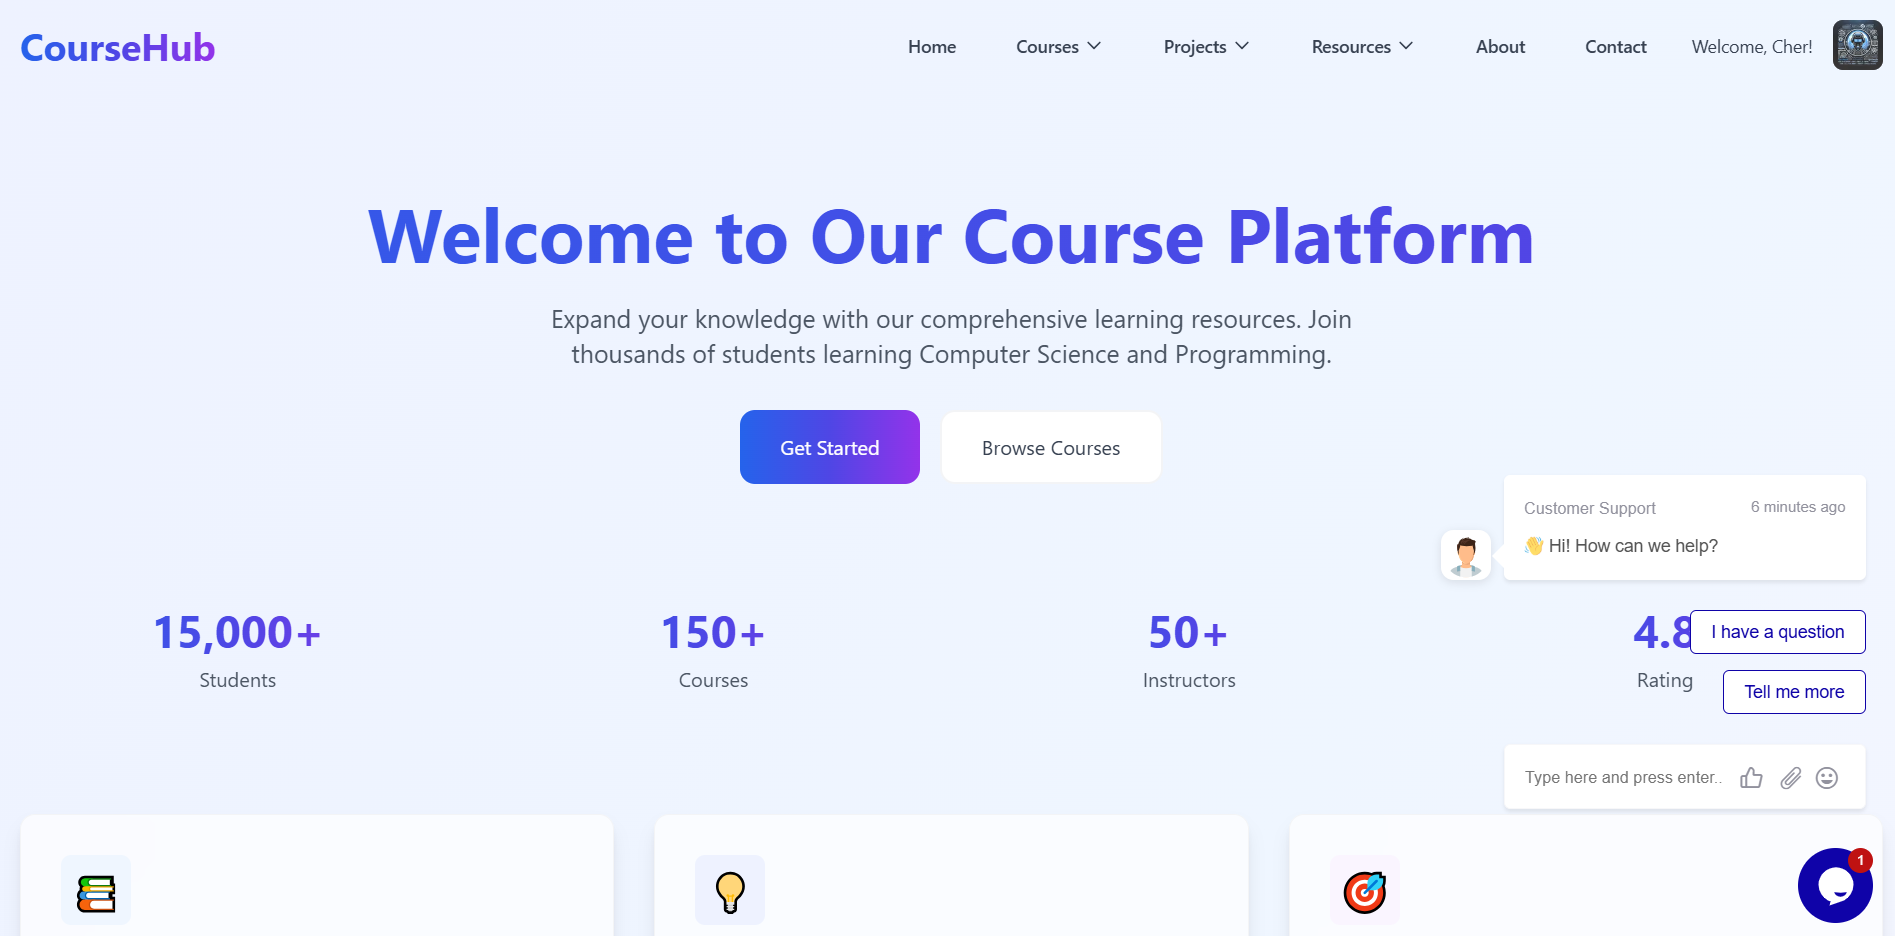 CourseHub
Home Courses Projects Resources About Contact Welcome, Cher!
Welcome to Our Course Platform
Expand your knowledge with our comprehensive learning resources. Join
thousands of students learning Computer Science and Programming.
Get Started Browse Courses
Customer Support 6 minutes ago
👋 Hi! How can we help?
15,000+ 150+ 50+ 4.8
I have a question
Students Courses Instructors Rating
Tell me more
Type here and press enter..
1